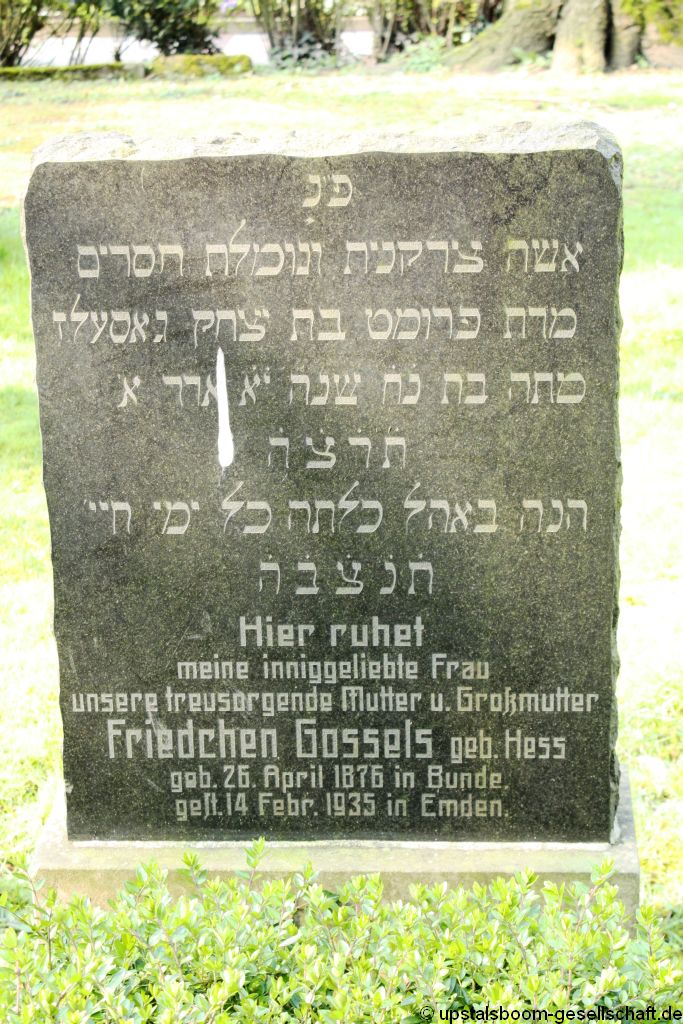 פ״נ
אשה צדקנית וגומלת חסדים
מרת פרומט בת יצחק גאסעלז
מתה בת נח שנה י״א אדר א
ת̇ ר̇ צ̇ ה̇
הנה באהל כלתה כל ימי חיי׳
ת̇ נ̇ צ̇ ב̇ ה̇
Hier ruhet
meine inniggeliebte Frau
unsere treusorgende Mutter u. Großmutter
Friedchen Gossels geb. Hess
geb. 26. April 1876 in Bunde.
gest. 14 Febr. 1935 in Emden.
© upstalsboom-gesellschaft.de